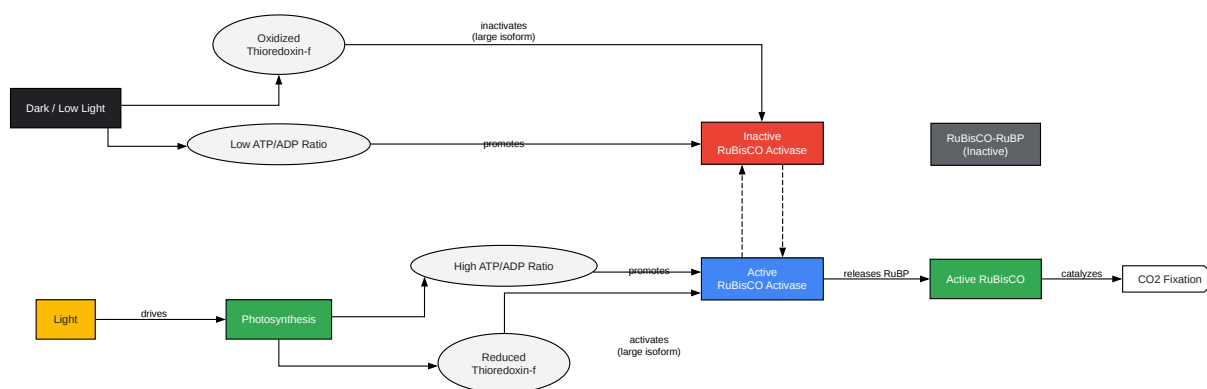 inactivates
(large isoform)
Oxidized
Thioredoxin-f
Dark / Low Light
Low ATP/ADP Ratio
promotes
Inactive
RuBisCO Activase
RuBisCO-RuBP
(Inactive)
High ATP/ADP Ratio
promotes
Active
RuBisCO Activase
releases RuBP
Active RuBisCO
catalyzes
CO2 Fixation
Light
drives
Photosynthesis
activates
(large isoform)
Reduced
Thioredoxin-f